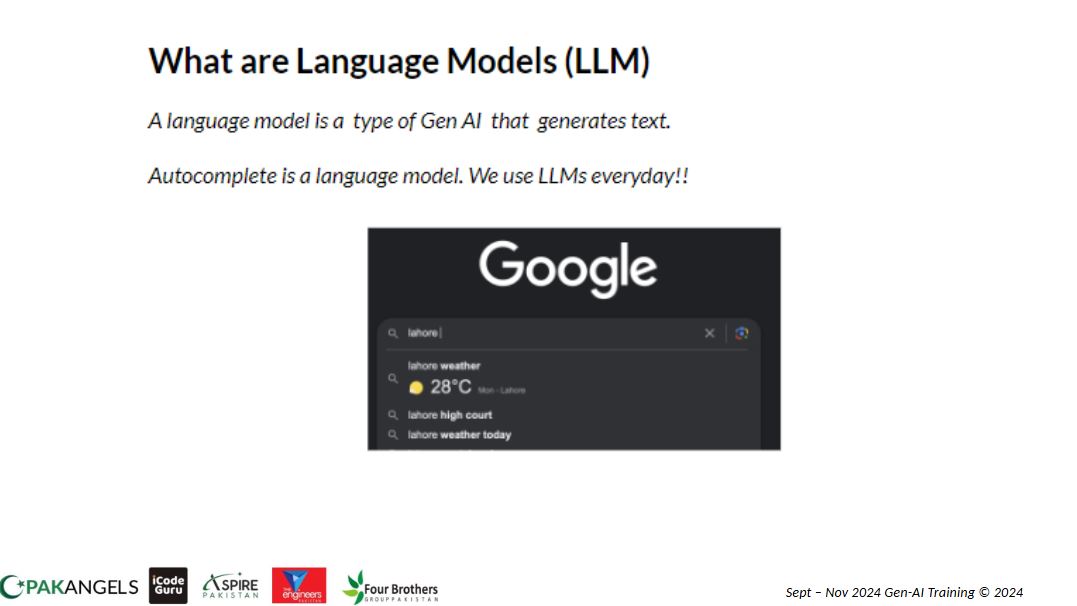 What are Language Models (LLM)
A language model is a type of Gen AI that generates text.
Autocomplete is a language model. We use LLMs everyday!!
Google
lahore
lahore weather
28°C Mon - Lahore
lahore high court
lahore weather today
PAKANGELS
iCode
Guru
ASPIRE
PAKISTAN
THE
engineers
PAKISTAN
Four Brothers
GROUP PAKISTAN
Sept – Nov 2024 Gen-AI Training © 2024